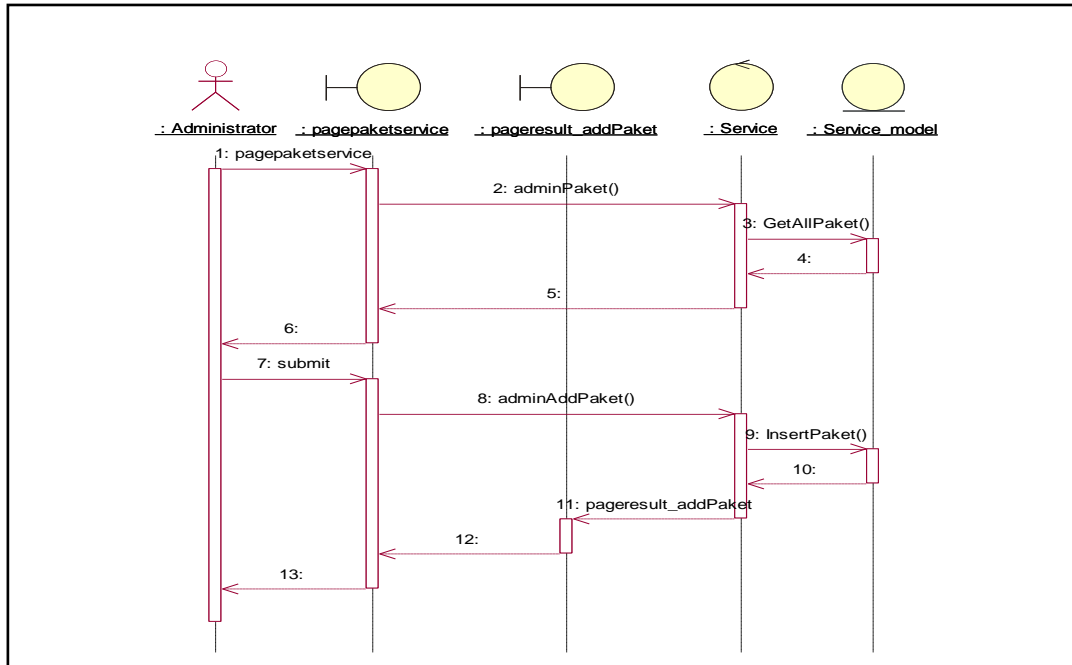 : Administrator
: pagepaketservice
: pageresult_addPaket
: Service
: Service_model
1: pagepaketservice
2: adminPaket()
3: GetAllPaket()
4:
5:
6:
7: submit
8: adminAddPaket()
9: InsertPaket()
10:
11: pageresult_addPaket
12:
13: